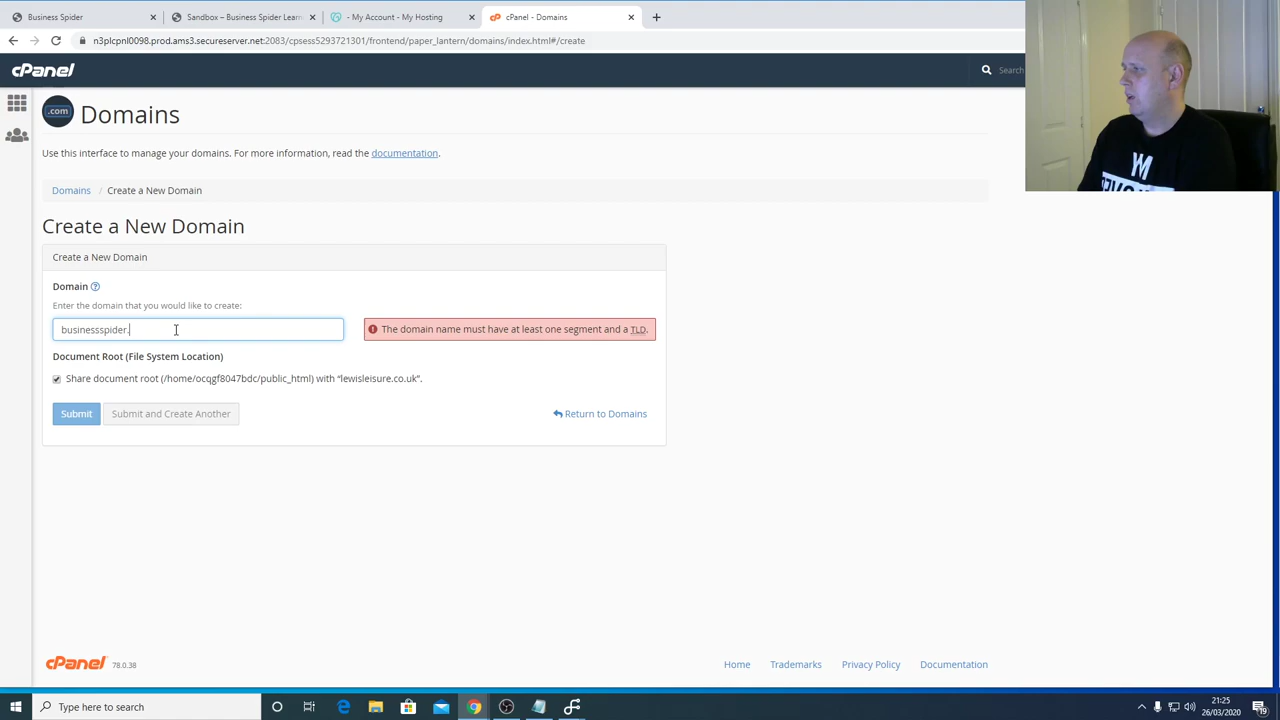 Business Spider
Sandbox – Business Spider Learn
- My Account - My Hosting
cPanel - Domains
n3plcpnl0098.prod.ams3.secureserver.net:2083/cpsess5293721301/frontend/paper_lantern/domains/index.html#/create
cPanel
Search
.com
Domains
Use this interface to manage your domains. For more information, read the documentation.
Domains / Create a New Domain
Create a New Domain
Create a New Domain
Domain
Enter the domain that you would like to create:
businessspider.
The domain name must have at least one segment and a TLD.
Document Root (File System Location)
Share document root (/home/ocqgf8047bdc/public_html) with “lewisleisure.co.uk”.
Submit
Submit and Create Another
Return to Domains
cPanel 78.0.38
Home
Trademarks
Privacy Policy
Documentation
Type here to search
21:25
26/03/2020
19